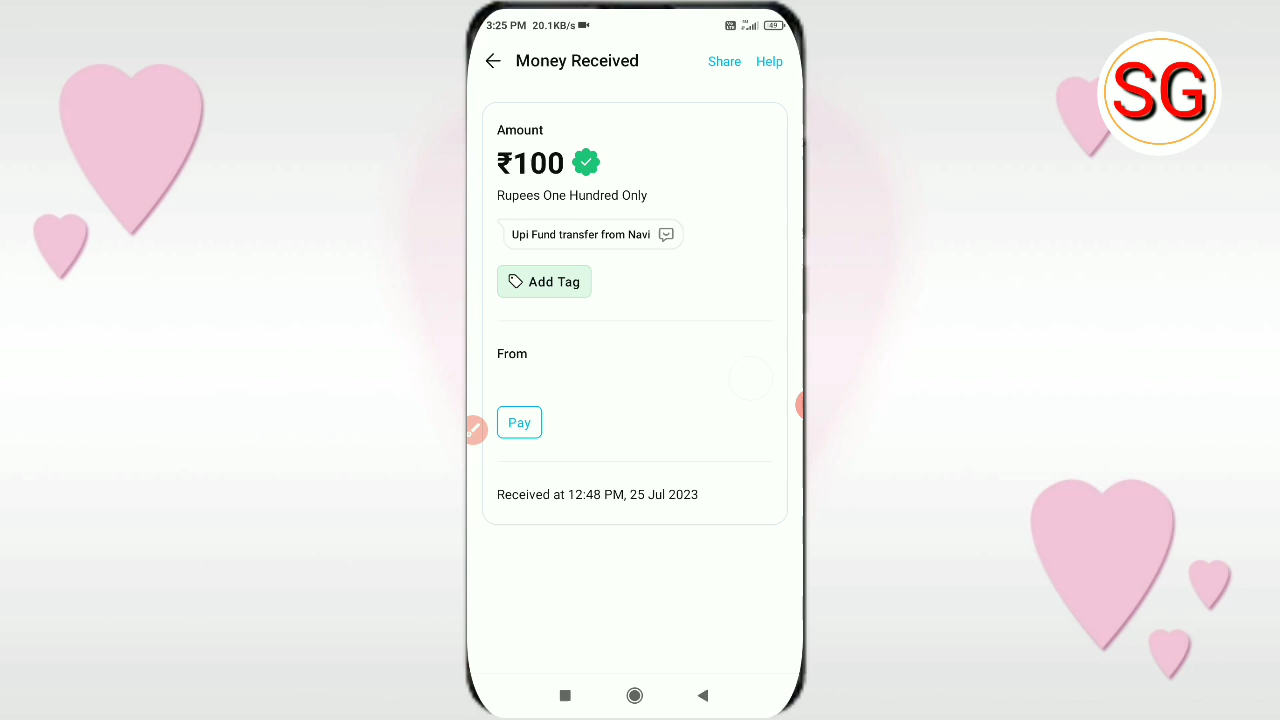 3:25 PM 20.1KB/s
49
Money Received
Share Help
SG
Amount
₹100
Rupees One Hundred Only
Upi Fund transfer from Navi
Add Tag
From
Pay
Received at 12:48 PM, 25 Jul 2023